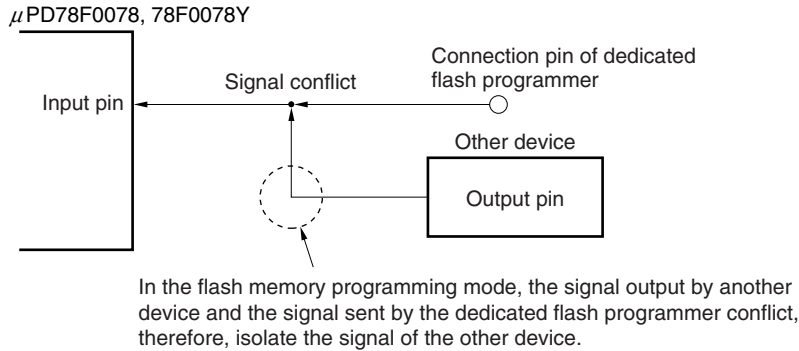 μPD78F0078, 78F0078Y
Connection pin of dedicated
flash programmer
Signal conflict
Input pin
Other device
Output pin
In the flash memory programming mode, the signal output by another
device and the signal sent by the dedicated flash programmer conflict,
therefore, isolate the signal of the other device.